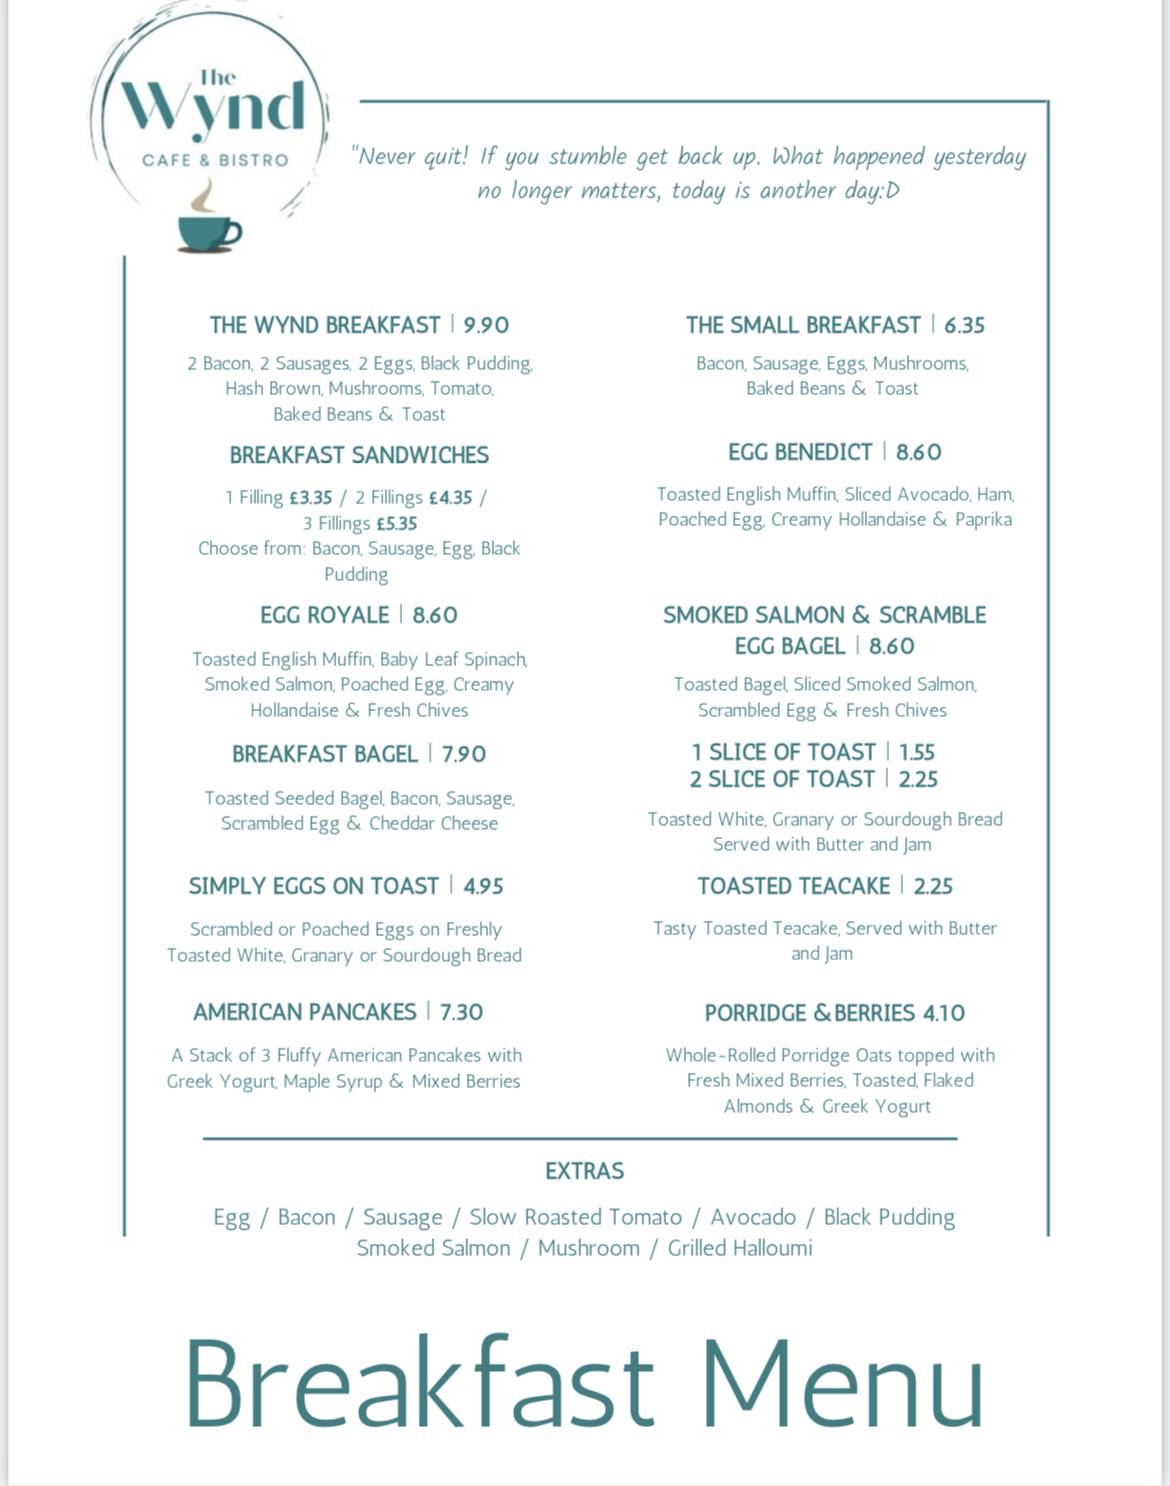 The
Wynd
CAFE & BISTRO
"Never quit! If you stumble get back up. What happened yesterday
no longer matters, today is another day:D
THE WYND BREAKFAST | 9.90
2 Bacon, 2 Sausages, 2 Eggs, Black Pudding,
Hash Brown, Mushrooms, Tomato,
Baked Beans & Toast
BREAKFAST SANDWICHES
1 Filling £3.35 / 2 Fillings £4.35 /
3 Fillings £5.35
Choose from: Bacon, Sausage, Egg, Black
Pudding
EGG ROYALE | 8.60
Toasted English Muffin, Baby Leaf Spinach,
Smoked Salmon, Poached Egg, Creamy
Hollandaise & Fresh Chives
BREAKFAST BAGEL | 7.90
Toasted Seeded Bagel, Bacon, Sausage,
Scrambled Egg & Cheddar Cheese
SIMPLY EGGS ON TOAST | 4.95
Scrambled or Poached Eggs on Freshly
Toasted White, Granary or Sourdough Bread
AMERICAN PANCAKES | 7.30
A Stack of 3 Fluffy American Pancakes with
Greek Yogurt, Maple Syrup & Mixed Berries
THE SMALL BREAKFAST | 6.35
Bacon, Sausage, Eggs, Mushrooms,
Baked Beans & Toast
EGG BENEDICT | 8.60
Toasted English Muffin, Sliced Avocado, Ham,
Poached Egg, Creamy Hollandaise & Paprika
SMOKED SALMON & SCRAMBLE
EGG BAGEL | 8.60
Toasted Bagel, Sliced Smoked Salmon,
Scrambled Egg & Fresh Chives
1 SLICE OF TOAST | 1.55
2 SLICE OF TOAST | 2.25
Toasted White, Granary or Sourdough Bread
Served with Butter and Jam
TOASTED TEACAKE | 2.25
Tasty Toasted Teacake, Served with Butter
and Jam
PORRIDGE & BERRIES 4.10
Whole-Rolled Porridge Oats topped with
Fresh Mixed Berries, Toasted, Flaked
Almonds & Greek Yogurt
EXTRAS
Egg / Bacon / Sausage / Slow Roasted Tomato / Avocado / Black Pudding
Smoked Salmon / Mushroom / Grilled Halloumi
Breakfast Menu